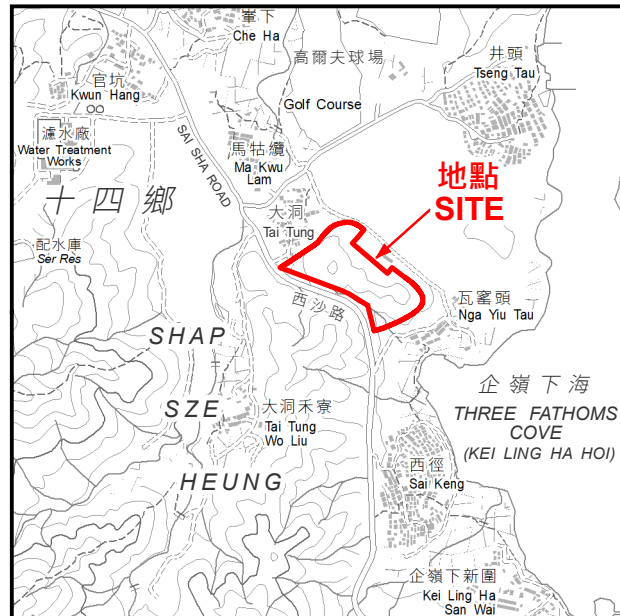 輋下
Che Ha
官坑
Kwun Hang
高爾夫球場
Golf Course
井頭
Tseng Tau
濾水廠
Water Treatment
Works
SAI SHA ROAD
馬牯纜
Ma Kwu
Lam
十四鄉
地點
SITE
大洞
Tai Tung
配水庫
Ser Res
西沙路
瓦窰頭
Nga Yiu Tau
SHAP
SZE
HEUNG
企嶺下海
THREE FATHOMS
COVE
(KEI LING HA HOI)
大洞禾寮
Tai Tung
Wo Liu
西徑
Sai Keng
企嶺下新圍
Kei Ling Ha
San Wai